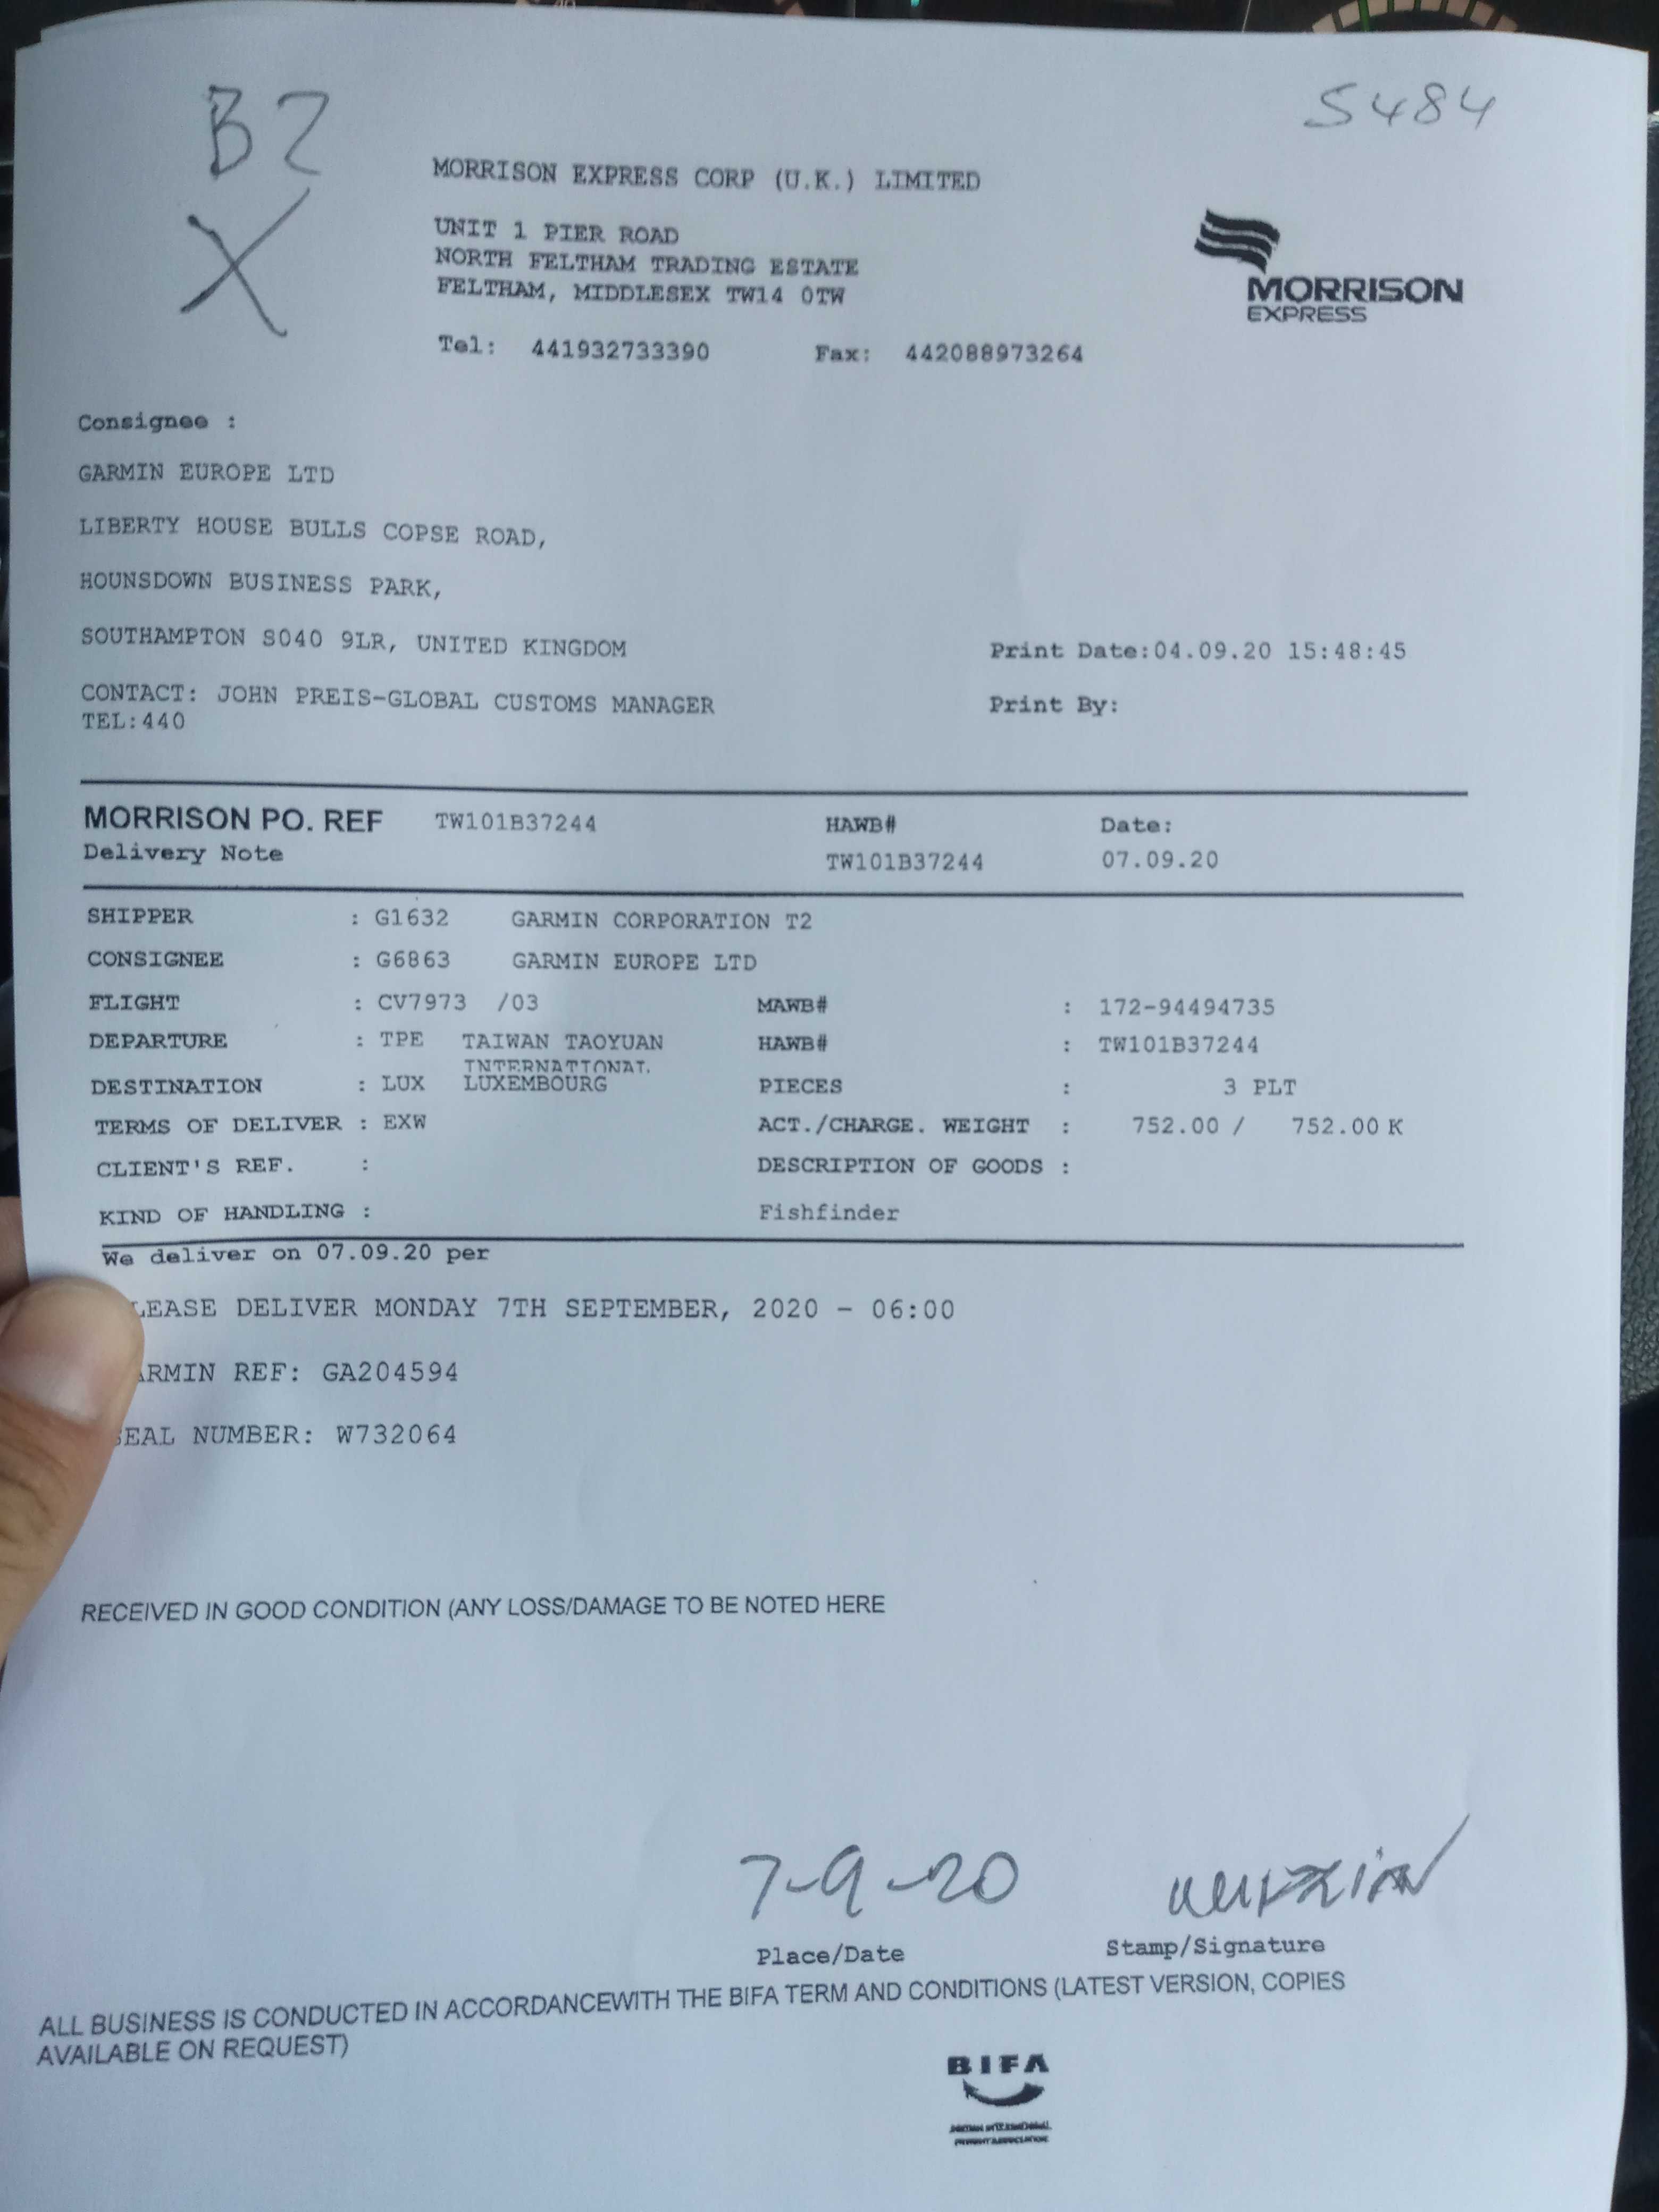 B2
X
5484
MORRISON EXPRESS CORP (U.K.) LIMITED
UNIT 1 PIER ROAD
NORTH FELTHAM TRADING ESTATE
FELTHAM, MIDDLESEX TW14 0TW
MORRISON
EXPRESS
Tel: 441932733390 Fax: 442088973264
Consignee :
GARMIN EUROPE LTD
LIBERTY HOUSE BULLS COPSE ROAD,
HOUNSDOWN BUSINESS PARK,
SOUTHAMPTON SO40 9LR, UNITED KINGDOM
Print Date:04.09.20 15:48:45
CONTACT: JOHN PREIS-GLOBAL CUSTOMS MANAGER
Print By:
TEL:440
MORRISON PO. REF TW101B37244 HAWB# Date:
Delivery Note TW101B37244 07.09.20
SHIPPER : G1632 GARMIN CORPORATION T2
CONSIGNEE : G6863 GARMIN EUROPE LTD
FLIGHT : CV7973 /03 MAWB# : 172-94494735
DEPARTURE : TPE TAIWAN TAOYUAN HAWB# : TW101B37244
INTERNATIONAL
DESTINATION : LUX LUXEMBOURG PIECES : 3 PLT
TERMS OF DELIVER : EXW ACT./CHARGE. WEIGHT : 752.00 / 752.00 K
CLIENT'S REF. : DESCRIPTION OF GOODS :
KIND OF HANDLING : Fishfinder
We deliver on 07.09.20 per
LEASE DELIVER MONDAY 7TH SEPTEMBER, 2020 - 06:00
ARMIN REF: GA204594
SEAL NUMBER: W732064
RECEIVED IN GOOD CONDITION (ANY LOSS/DAMAGE TO BE NOTED HERE
7-9-20
Place/Date Stamp/Signature
ALL BUSINESS IS CONDUCTED IN ACCORDANCEWITH THE BIFA TERM AND CONDITIONS (LATEST VERSION, COPIES
AVAILABLE ON REQUEST)
BIFA